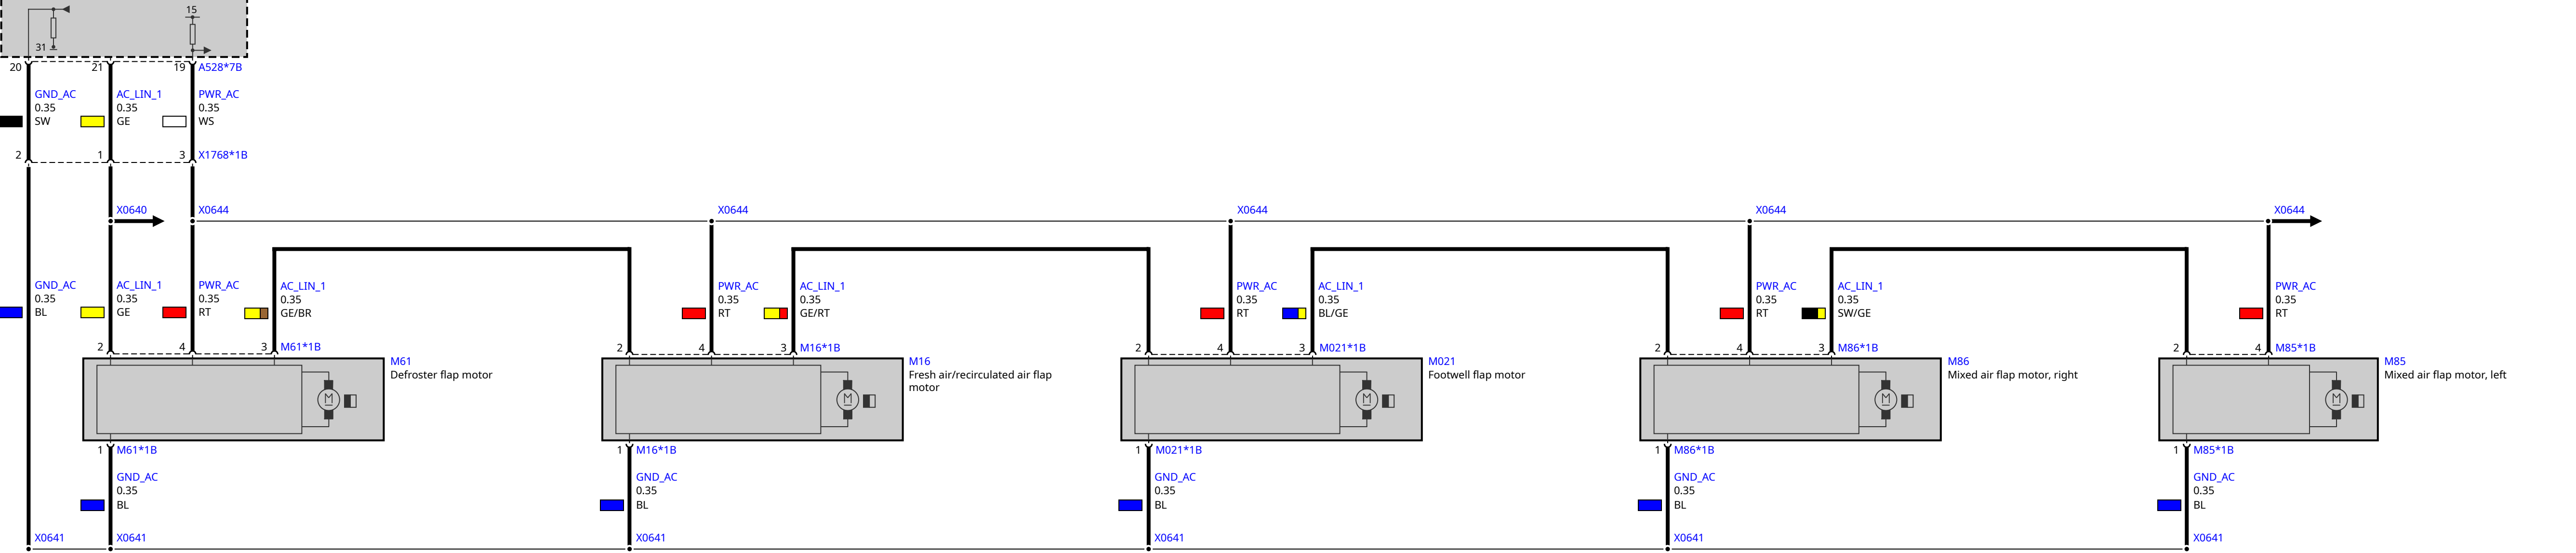 15
31
20 21 19 A528*7B
GND_AC AC_LIN_1 PWR_AC
0.35 0.35 0.35
SW GE WS
2 1 3 X1768*1B
X0640 X0644 X0644 X0644 X0644 X0644
GND_AC AC_LIN_1 PWR_AC AC_LIN_1 PWR_AC AC_LIN_1 PWR_AC AC_LIN_1 PWR_AC AC_LIN_1 PWR_AC
0.35 0.35 0.35 0.35 0.35 0.35 0.35 0.35 0.35 0.35 0.35
BL GE RT GE/BR RT GE/RT RT BL/GE RT SW/GE RT
2 4 3 M61*1B 2 4 3 M16*1B 2 4 3 M021*1B 2 4 3 M86*1B 2 4 M85*1B
M61 M16 M021 M86 M85
Defroster flap motor Fresh air/recirculated air flap Footwell flap motor Mixed air flap motor, right Mixed air flap motor, left
motor
M M M M M
1 M61*1B 1 M16*1B 1 M021*1B 1 M86*1B 1 M85*1B
GND_AC GND_AC GND_AC GND_AC GND_AC
0.35 0.35 0.35 0.35 0.35
BL BL BL BL BL
X0641 X0641 X0641 X0641 X0641 X0641